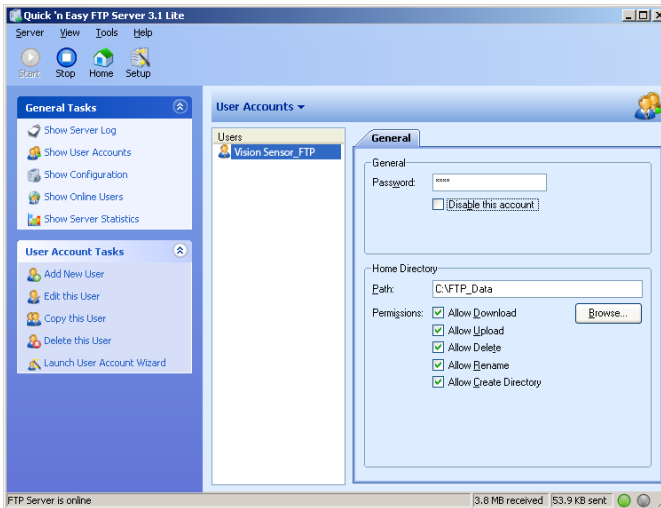 Quick 'n Easy FTP Server 3.1 Lite
Server View Tools Help
Start Stop Home Setup
General Tasks
Show Server Log
Show User Accounts
Show Configuration
Show Online Users
Show Server Statistics
User Account Tasks
Add New User
Edit this User
Copy this User
Delete this User
Launch User Account Wizard
User Accounts
Users
Vision Sensor_FTP
General
General
Password: ××××
Disable this account
Home Directory
Path: C:\FTP_Data
Permissions: Allow Download Browse...
Allow Upload
Allow Delete
Allow Rename
Allow Create Directory
FTP Server is online 3.8 MB received 53.9 KB sent